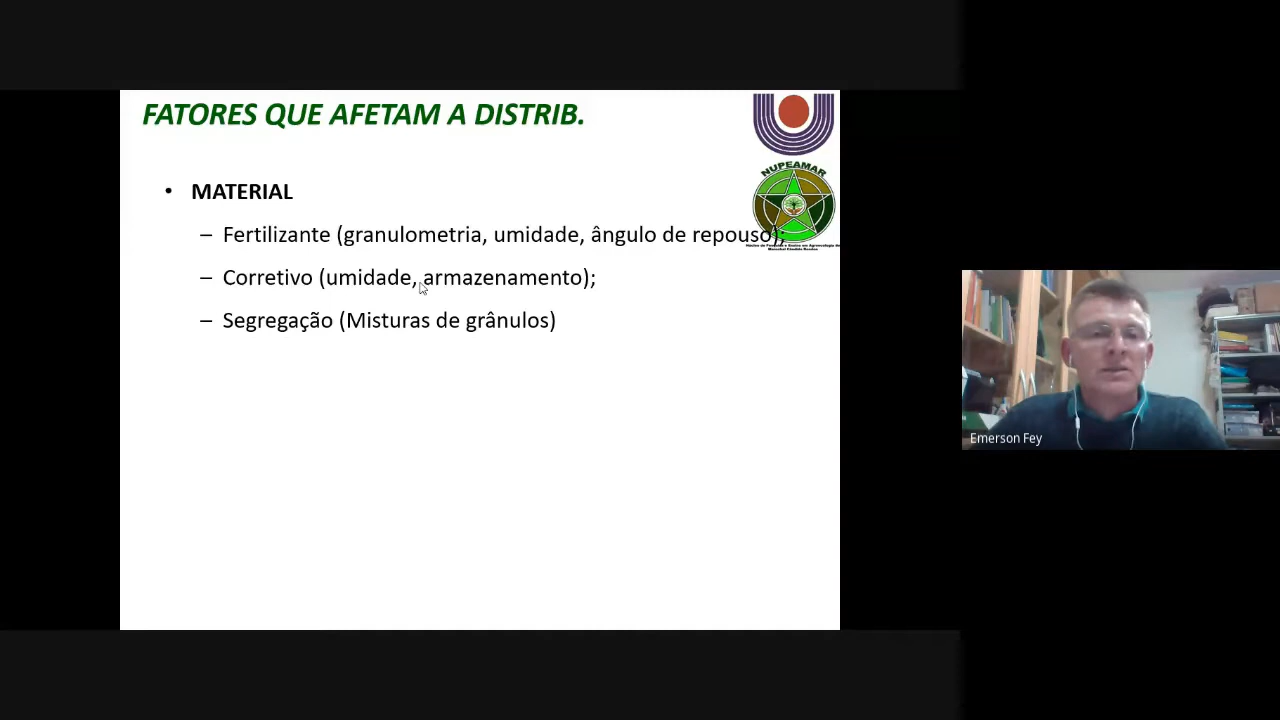 FATORES QUE AFETAM A DISTRIB.
NUPEAMAR
• MATERIAL
– Fertilizante (granulometria, umidade, ângulo de repouso);
– Corretivo (umidade, armazenamento);
– Segregação (Misturas de grânulos)
Emerson Fey